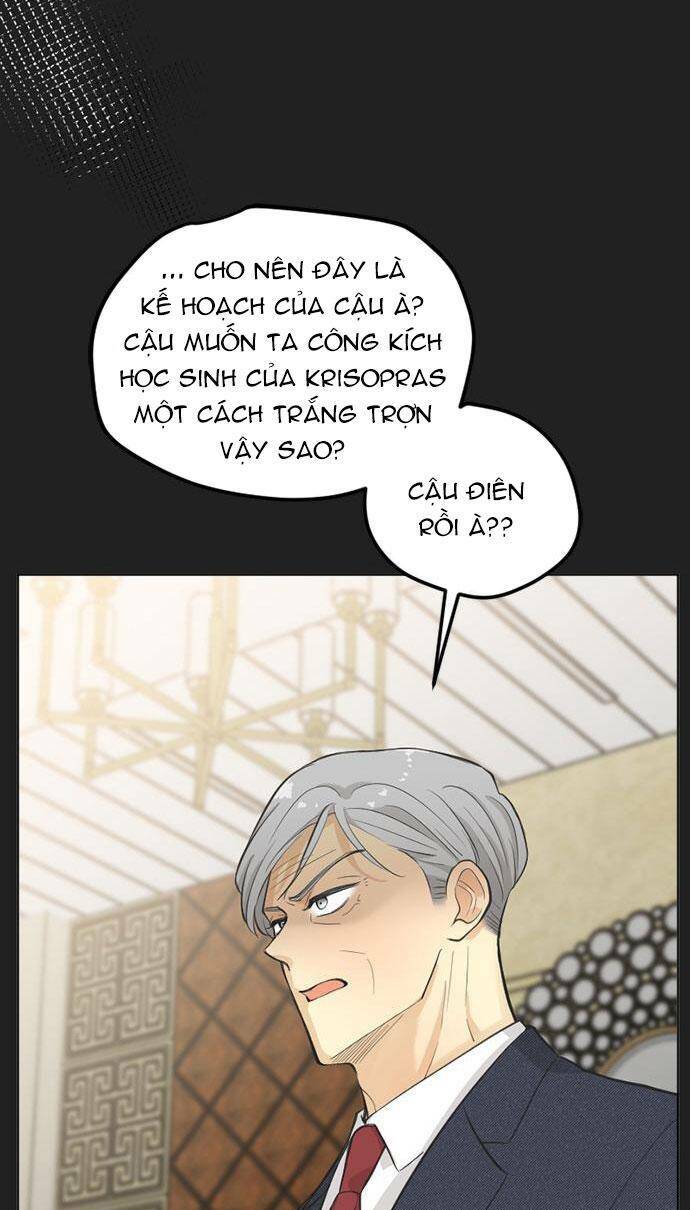 ... CHO NÊN ĐÂY LÀ
KẾ HOẠCH CỦA CẬU À?
CẬU MUỐN TA CÔNG KÍCH
HỌC SINH CỦA KRISOPRAS
MỘT CÁCH TRẮNG TRỢN
VẬY SAO?
CẬU ĐIÊN
RỒI À??